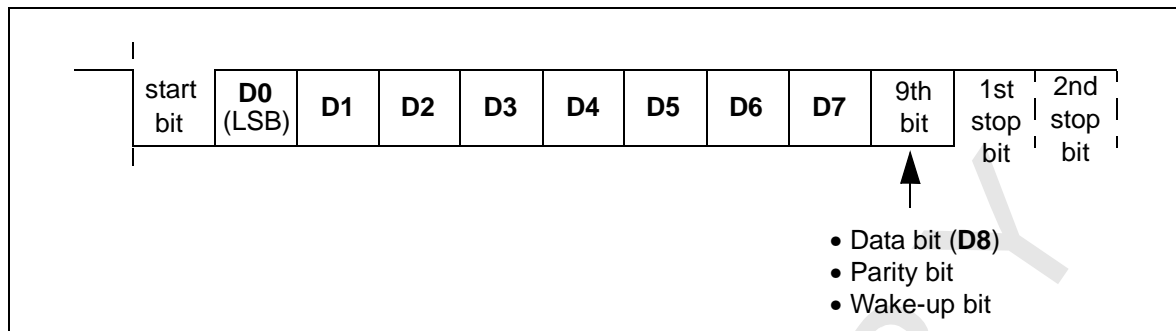 start bit
D0 (LSB)
D1
D2
D3
D4
D5
D6
D7
9th bit
1st stop bit
2nd stop bit
• Data bit (D8)
• Parity bit
• Wake-up bit